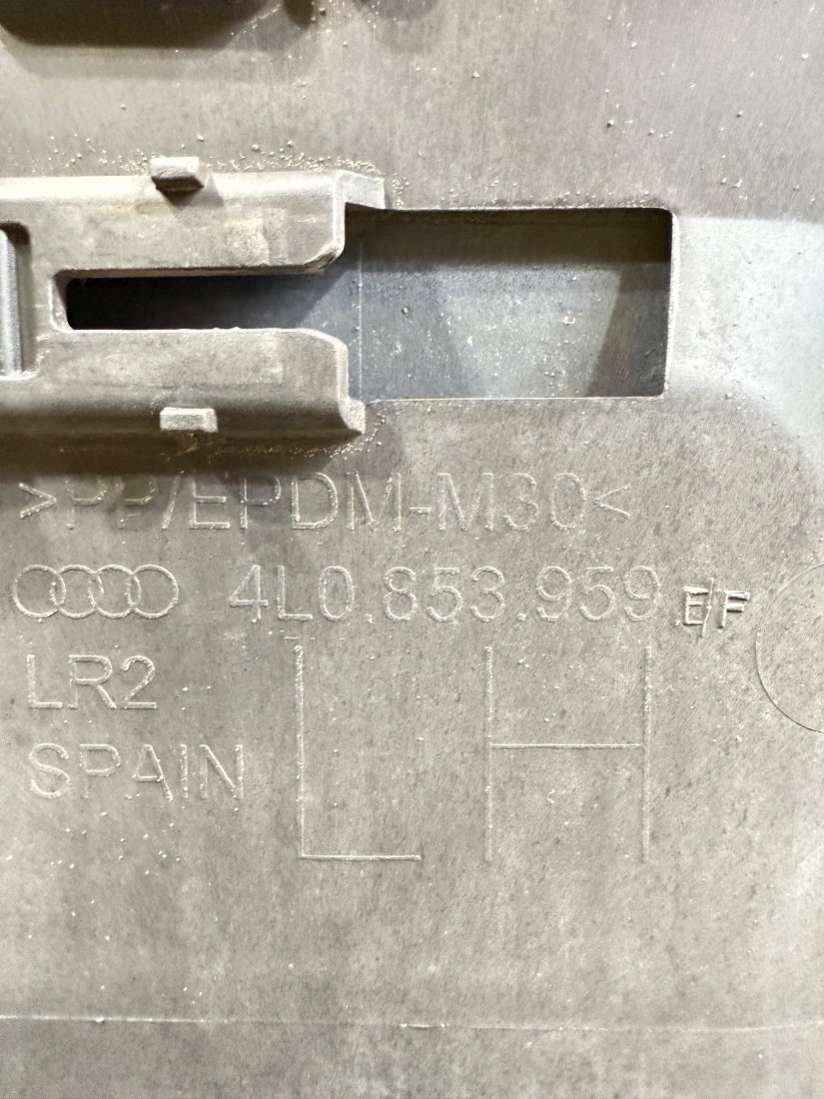 >PP/EPDM-M30<
4L0.853.959 E/F
LR2
SPAIN
LH